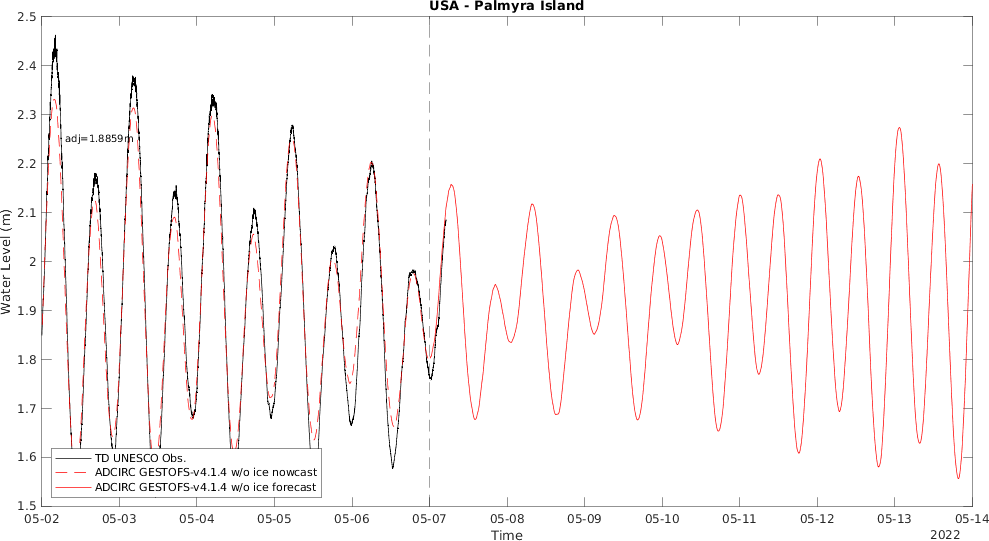 USA - Palmyra Island
2.5
2.4
2.3
adj=1.8859m
2.2
2.1
2
1.9
1.8
1.7
1.6
1.5
Water Level (m)
TD UNESCO Obs.
ADCIRC GESTOFS-v4.1.4 w/o ice nowcast
ADCIRC GESTOFS-v4.1.4 w/o ice forecast
05-02 05-03 05-04 05-05 05-06 05-07 05-08 05-09 05-10 05-11 05-12 05-13 05-14
Time
2022